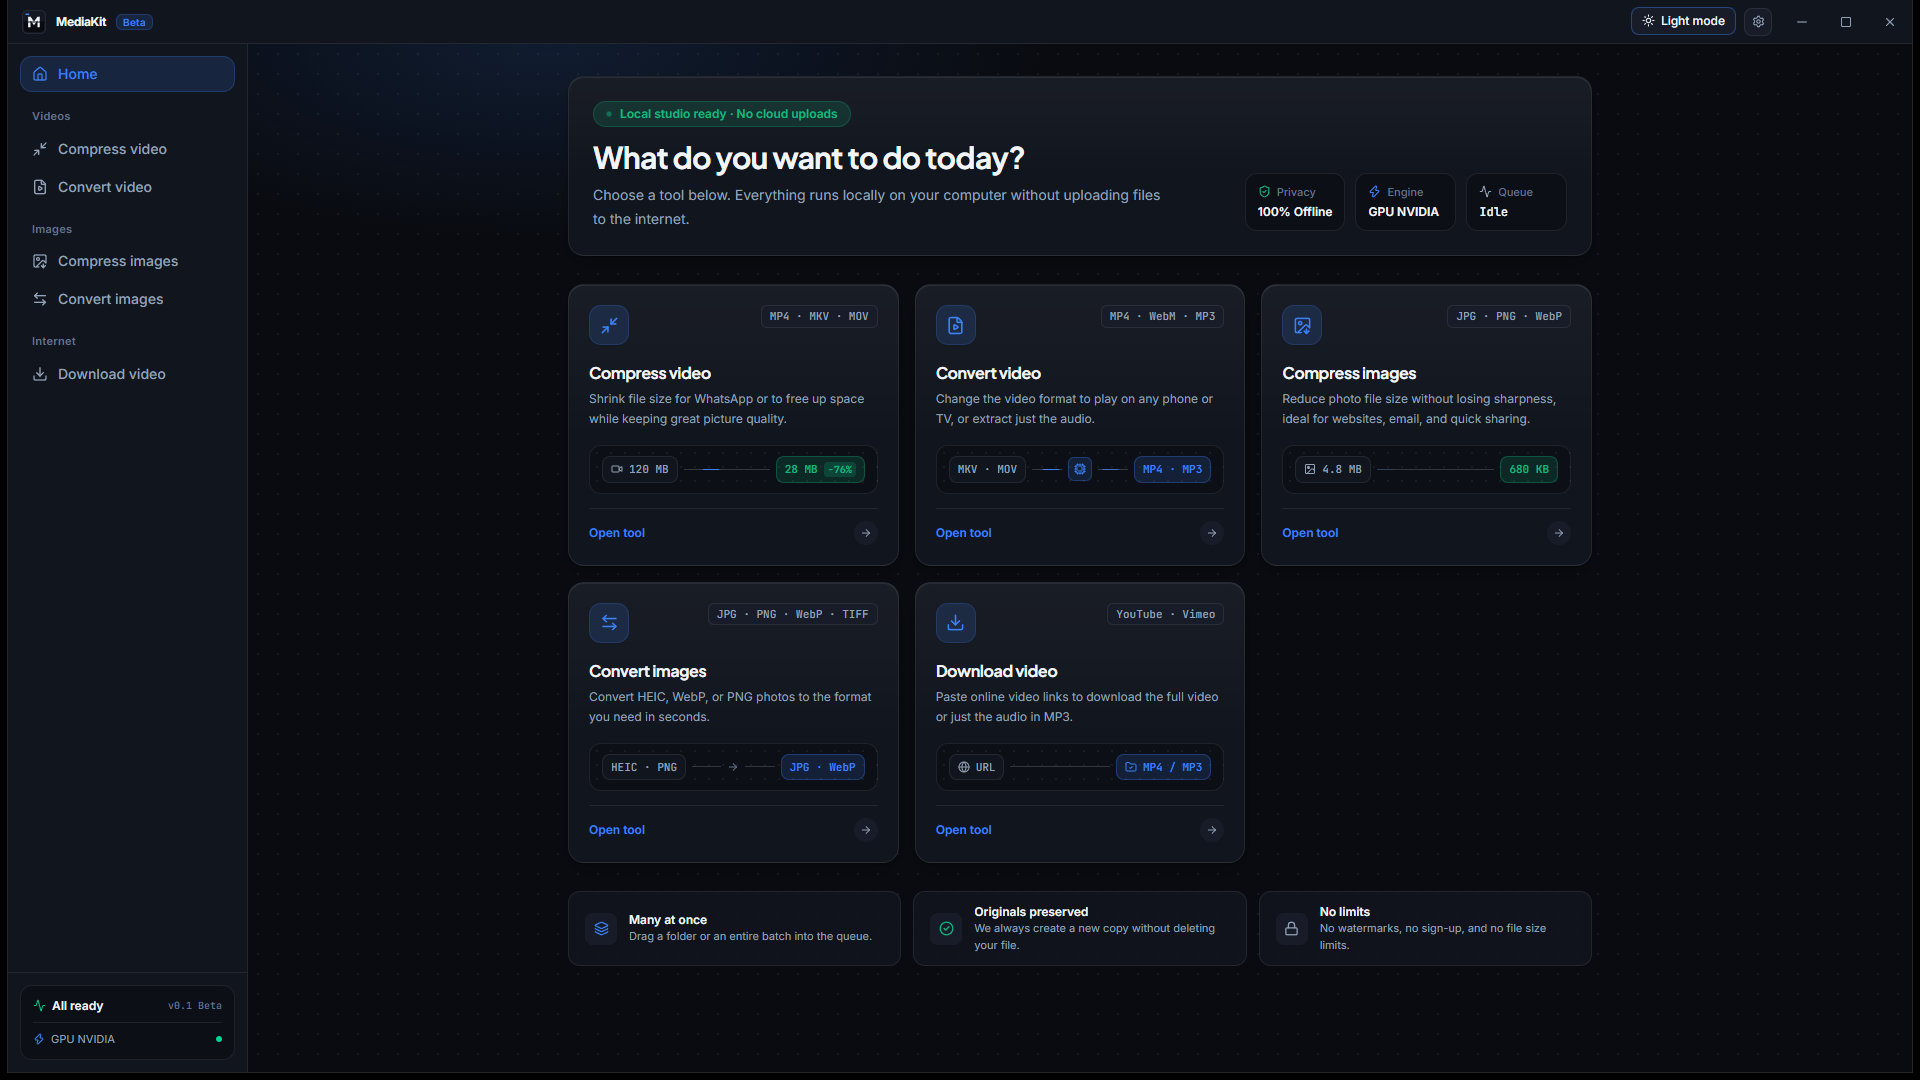 MediaKit Beta
Light mode
Home
Videos
Compress video
Convert video
Images
Compress images
Convert images
Internet
Download video
All ready v0.1 Beta
GPU NVIDIA
Local studio ready · No cloud uploads
What do you want to do today?
Choose a tool below. Everything runs locally on your computer without uploading files
to the internet.
Privacy
100% Offline
Engine
GPU NVIDIA
Queue
Idle
MP4 · MKV · MOV
Compress video
Shrink file size for WhatsApp or to free up space
while keeping great picture quality.
120 MB 28 MB -76%
Open tool
MP4 · WebM · MP3
Convert video
Change the video format to play on any phone or
TV, or extract just the audio.
MKV · MOV MP4 · MP3
Open tool
JPG · PNG · WebP
Compress images
Reduce photo file size without losing sharpness,
ideal for websites, email, and quick sharing.
4.8 MB 680 KB
Open tool
JPG · PNG · WebP · TIFF
Convert images
Convert HEIC, WebP, or PNG photos to the format
you need in seconds.
HEIC · PNG JPG · WebP
Open tool
YouTube · Vimeo
Download video
Paste online video links to download the full video
or just the audio in MP3.
URL MP4 / MP3
Open tool
Many at once
Drag a folder or an entire batch into the queue.
Originals preserved
We always create a new copy without deleting
your file.
No limits
No watermarks, no sign-up, and no file size
limits.